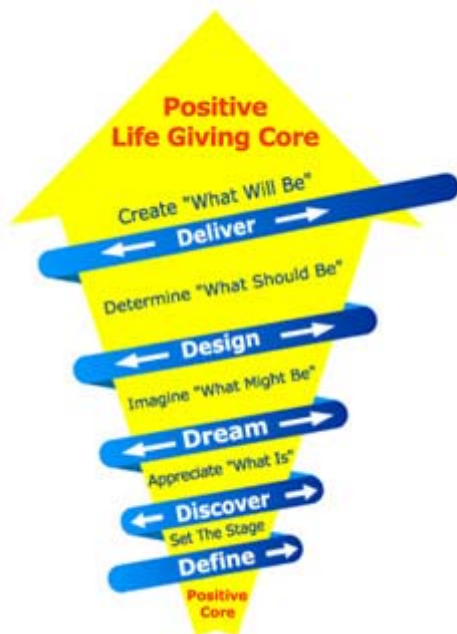 Positive
Life Giving Core
Create "What Will Be"
Deliver
Determine "What Should Be"
Design
Imagine "What Might Be"
Dream
Appreciate "What Is"
Discover
Set The Stage
Define
Positive
Core